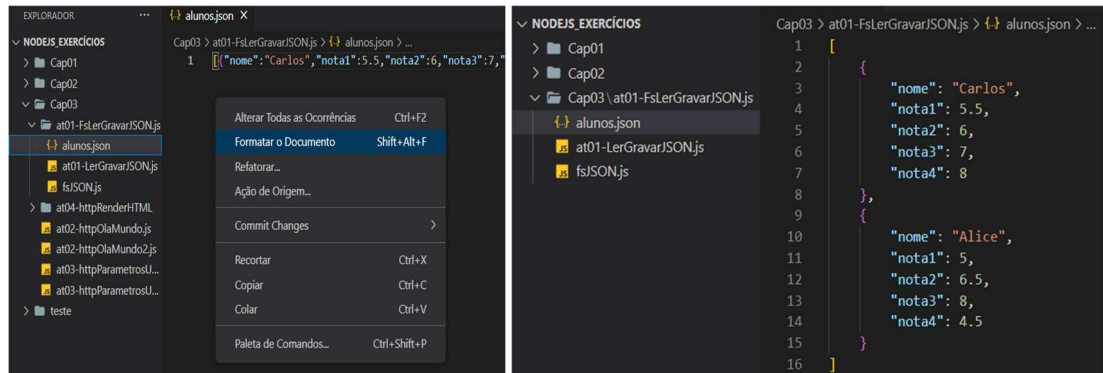 EXPLORADOR ···
alunos.json
NODEJS_EXERCÍCIOS
Cap01
Cap02
Cap03
at01-FsLerGravarJSON.js
alunos.json
at01-LerGravarJSON.js
fsJSON.js
at04-httpRenderHTML
at02-httpOlaMundo.js
at02-httpOlaMundo2.js
at03-httpParametrosU...
at03-httpParametrosU...
teste
Cap03 > at01-FsLerGravarJSON.js > {..} alunos.json > ...
1 [{"nome":"Carlos","nota1":5.5,"nota2":6,"nota3":7,"
Alterar Todas as Ocorrências Ctrl+F2
Formatar o Documento Shift+Alt+F
Refatorar...
Ação de Origem...
Commit Changes >
Recortar Ctrl+X
Copiar Ctrl+C
Colar Ctrl+V
Paleta de Comandos... Ctrl+Shift+P
NODEJS_EXERCÍCIOS
Cap01
Cap02
Cap03\at01-FsLerGravarJSON.js
alunos.json
at01-LerGravarJSON.js
fsJSON.js
Cap03 > at01-FsLerGravarJSON.js > {..} alunos.json > ...
1 [
2 {
3 "nome": "Carlos",
4 "nota1": 5.5,
5 "nota2": 6,
6 "nota3": 7,
7 "nota4": 8
8 },
9 {
10 "nome": "Alice",
11 "nota1": 5,
12 "nota2": 6.5,
13 "nota3": 8,
14 "nota4": 4.5
15 }
16 ]